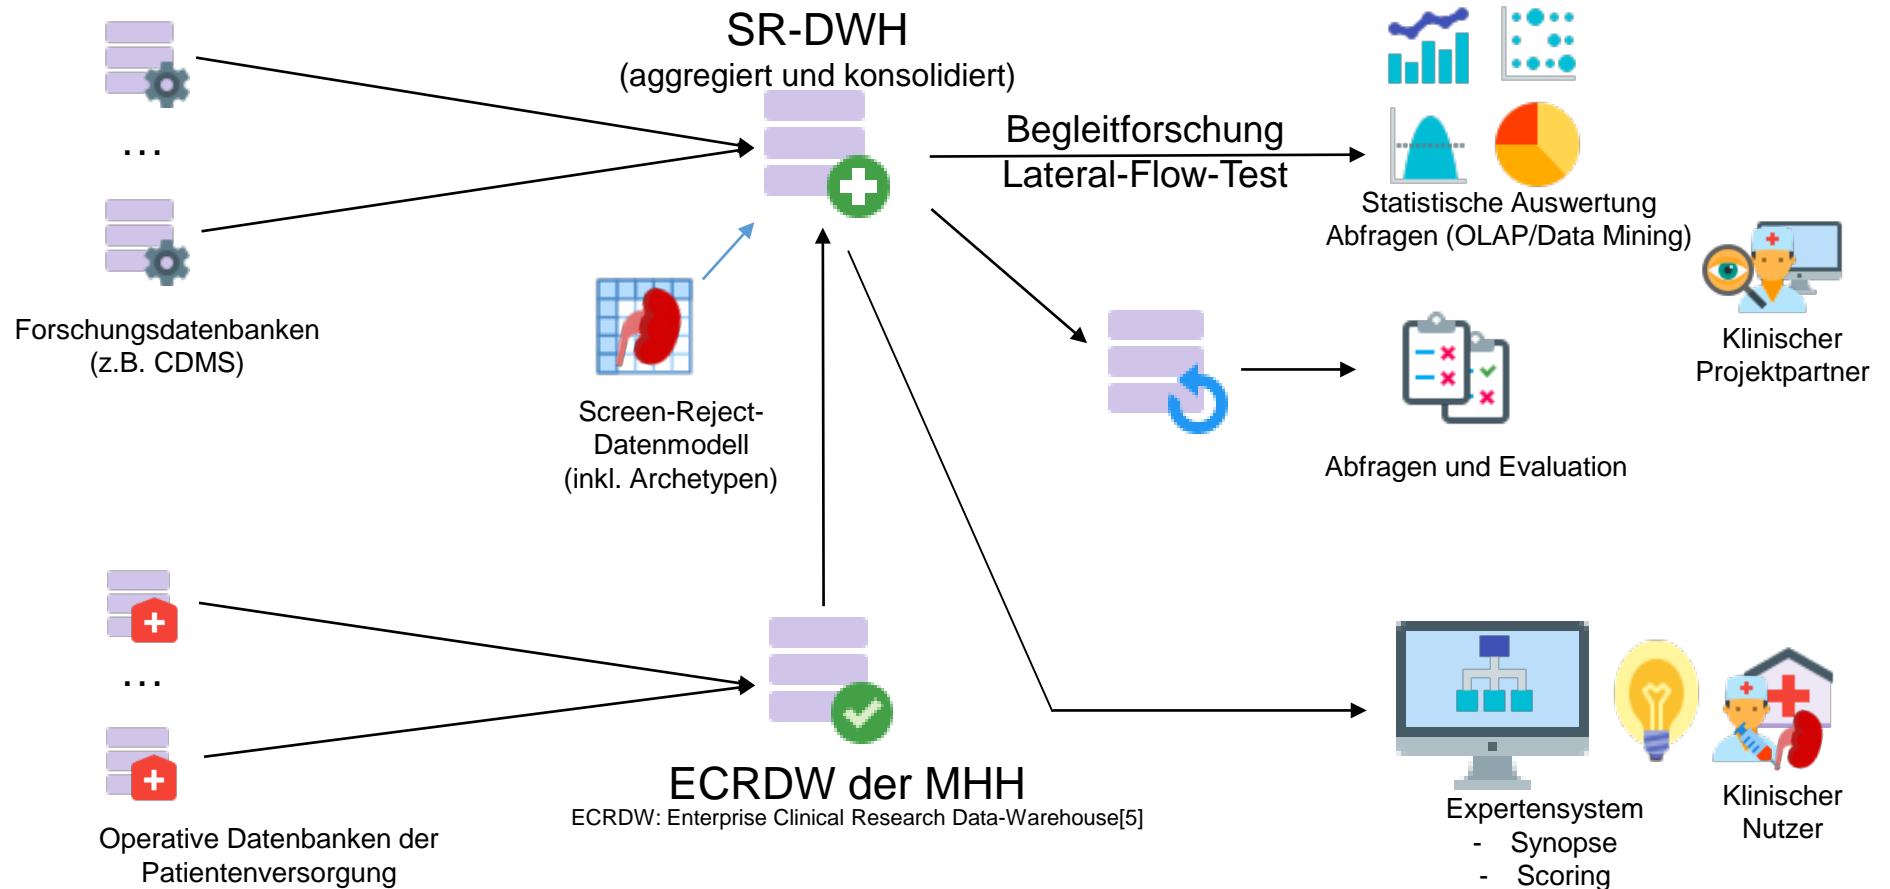 SR-DWH
(aggregiert und konsolidiert)
...
Begleitforschung
Lateral-Flow-Test
Statistische Auswertung
Abfragen (OLAP/Data Mining)
Forschungsdatenbanken
(z.B. CDMS)
Klinischer
Projektpartner
Screen-Reject-
Datenmodell
(inkl. Archetypen)
Abfragen und Evaluation
...
ECRDW der MHH
ECRDW: Enterprise Clinical Research Data-Warehouse[5]
Operative Datenbanken der
Patientenversorgung
Expertensystem
- Synopse
- Scoring
Klinischer
Nutzer